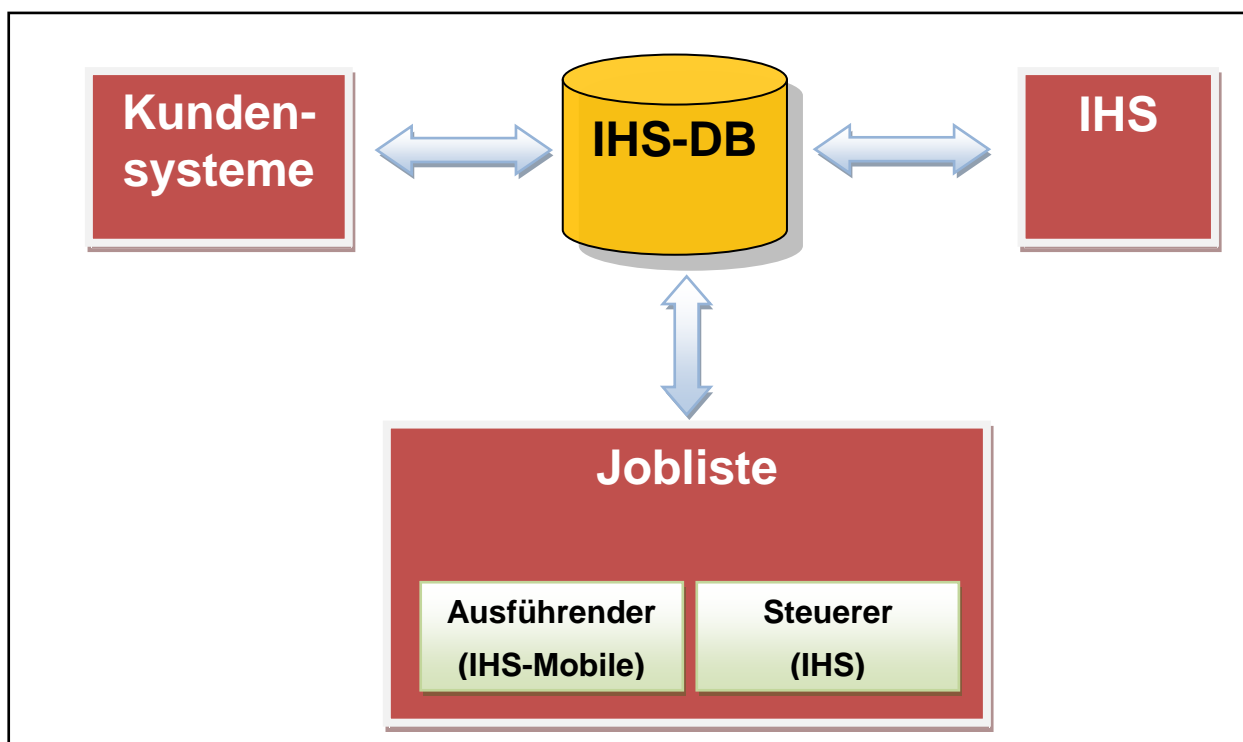 Kunden-
systeme
IHS-DB
IHS
Jobliste
Ausführender
(IHS-Mobile)
Steuerer
(IHS)